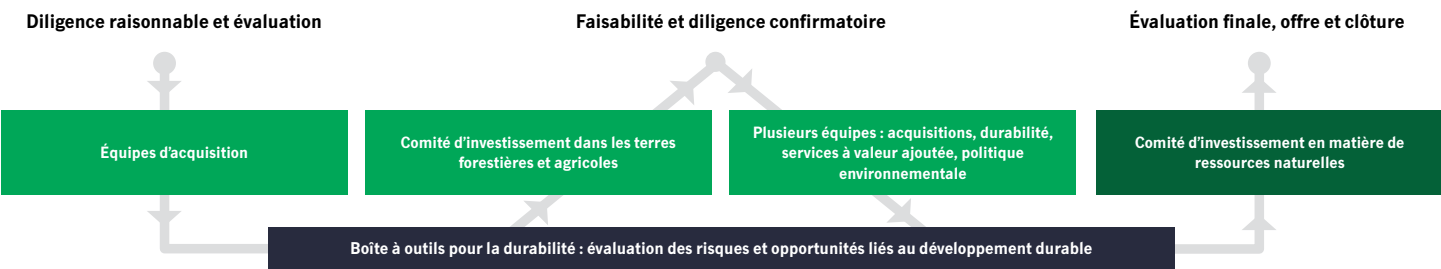 Diligence raisonnable et évaluation
Faisabilité et diligence confirmatoire
Évaluation finale, offre et clôture
Équipes d'acquisition
Comité d'investissement dans les terres
forestières et agricoles
Plusieurs équipes : acquisitions, durabilité,
services à valeur ajoutée, politique
environnementale
Comité d'investissement en matière de
ressources naturelles
Boîte à outils pour la durabilité : évaluation des risques et opportunités liés au développement durable